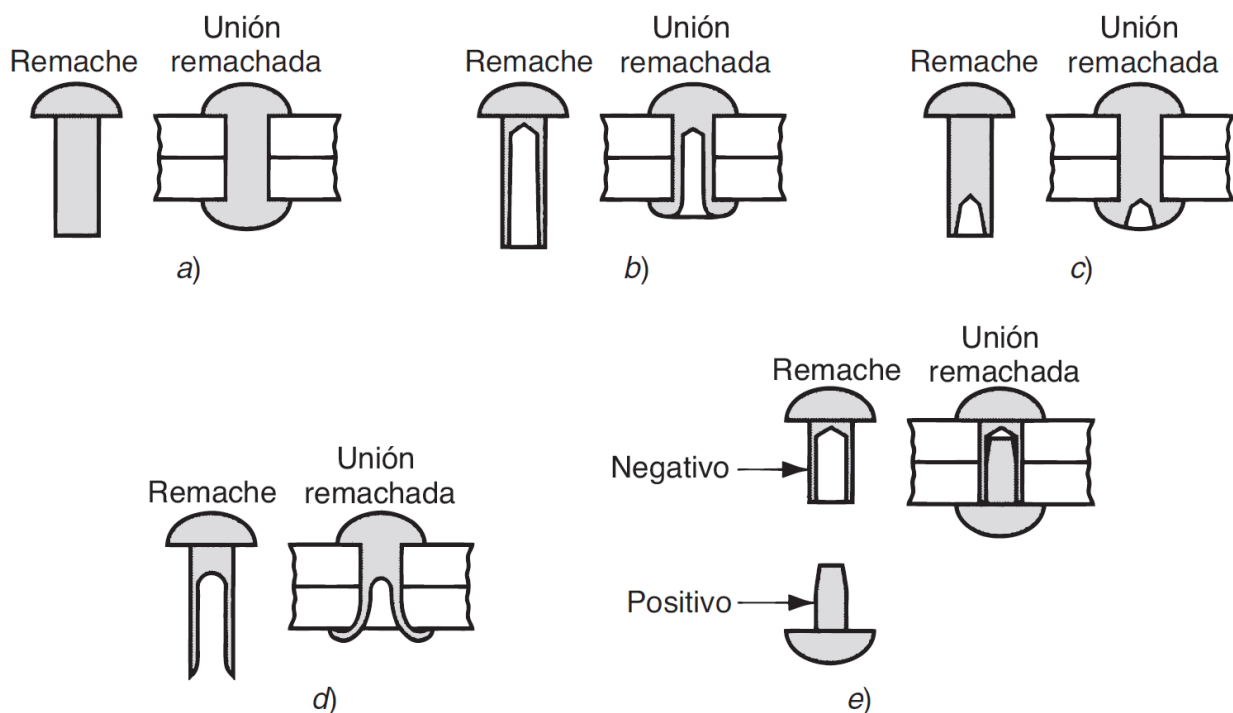 Remache
Unión
remachada
a)
Remache
Unión
remachada
b)
Remache
Unión
remachada
c)
Remache
Unión
remachada
d)
Remache
Unión
remachada
Negativo
Positivo
e)